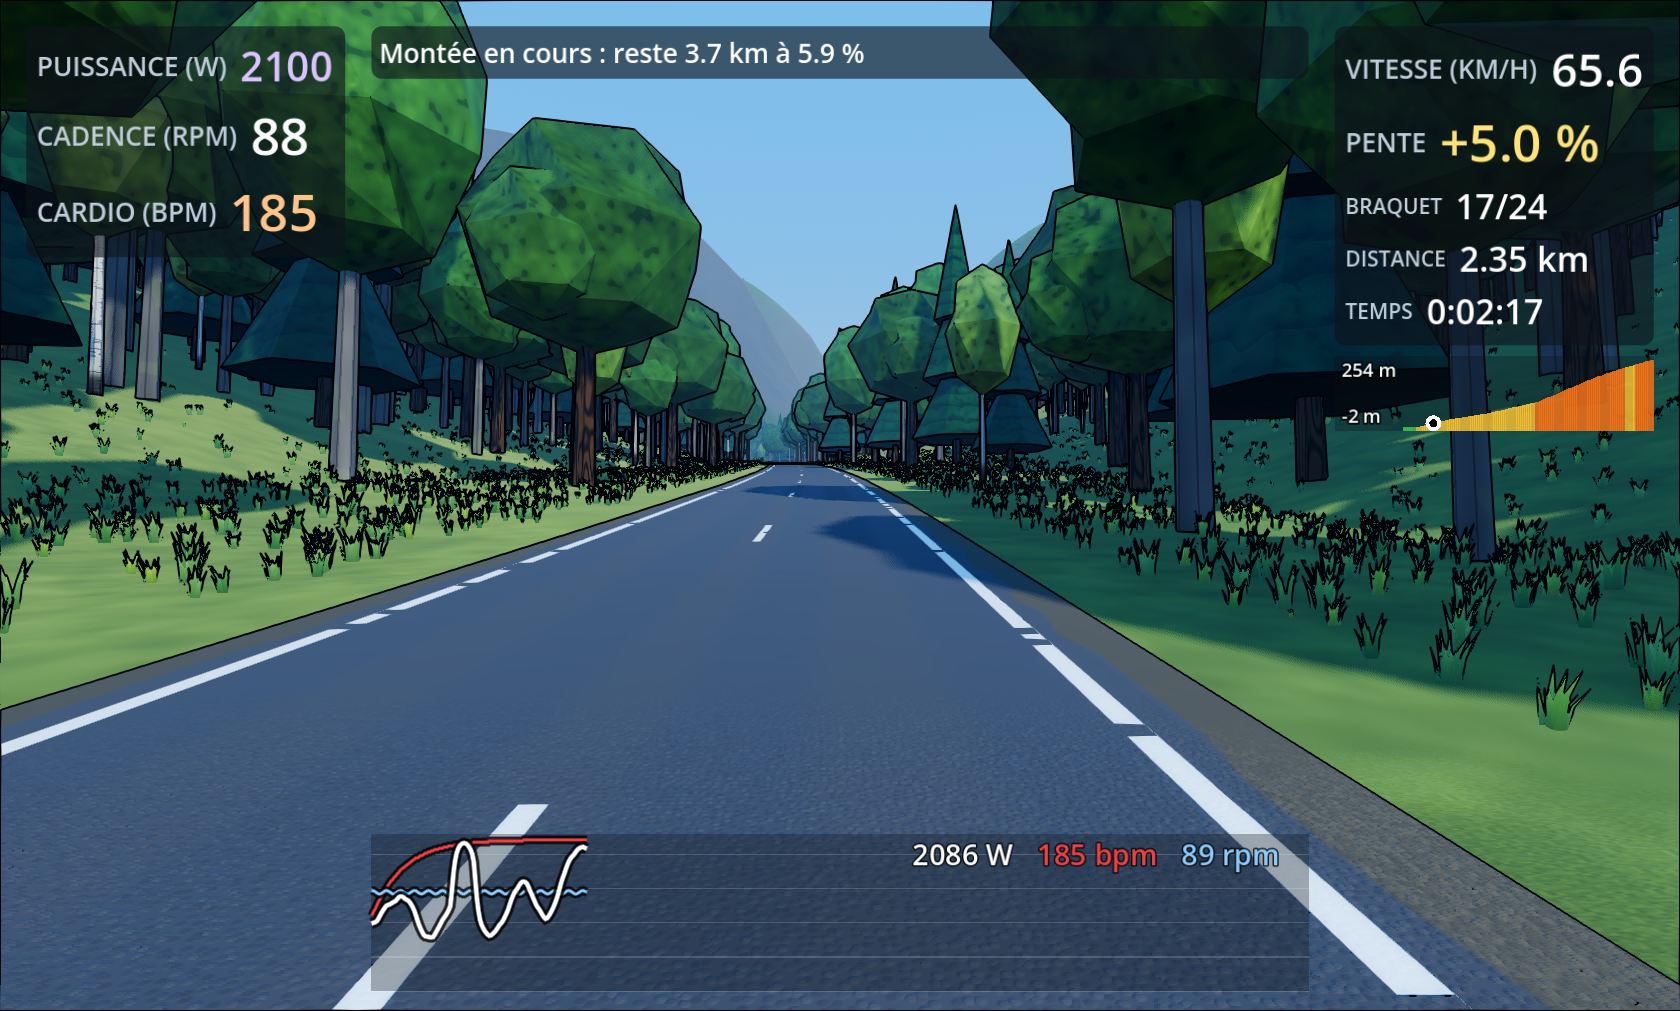 PUISSANCE (W) 2100
CADENCE (RPM) 88
CARDIO (BPM) 185
Montée en cours : reste 3.7 km à 5.9 %
VITESSE (KM/H) 65.6
PENTE +5.0 %
BRAQUET 17/24
DISTANCE 2.35 km
TEMPS 0:02:17
254 m
-2 m
2086 W 185 bpm 89 rpm